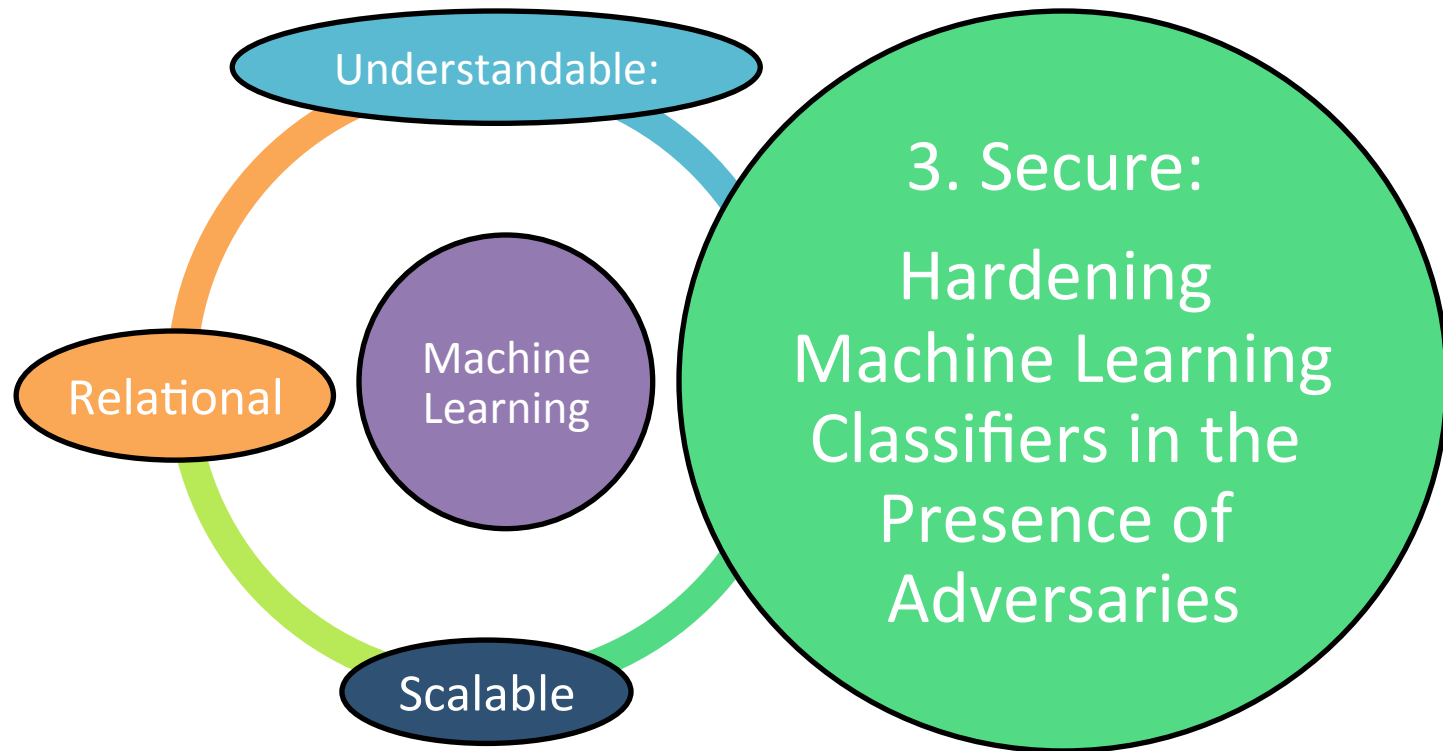 Understandable:
Relational
Machine
Learning
Scalable
3. Secure:
Hardening
Machine Learning
Classifiers in the
Presence of
Adversaries